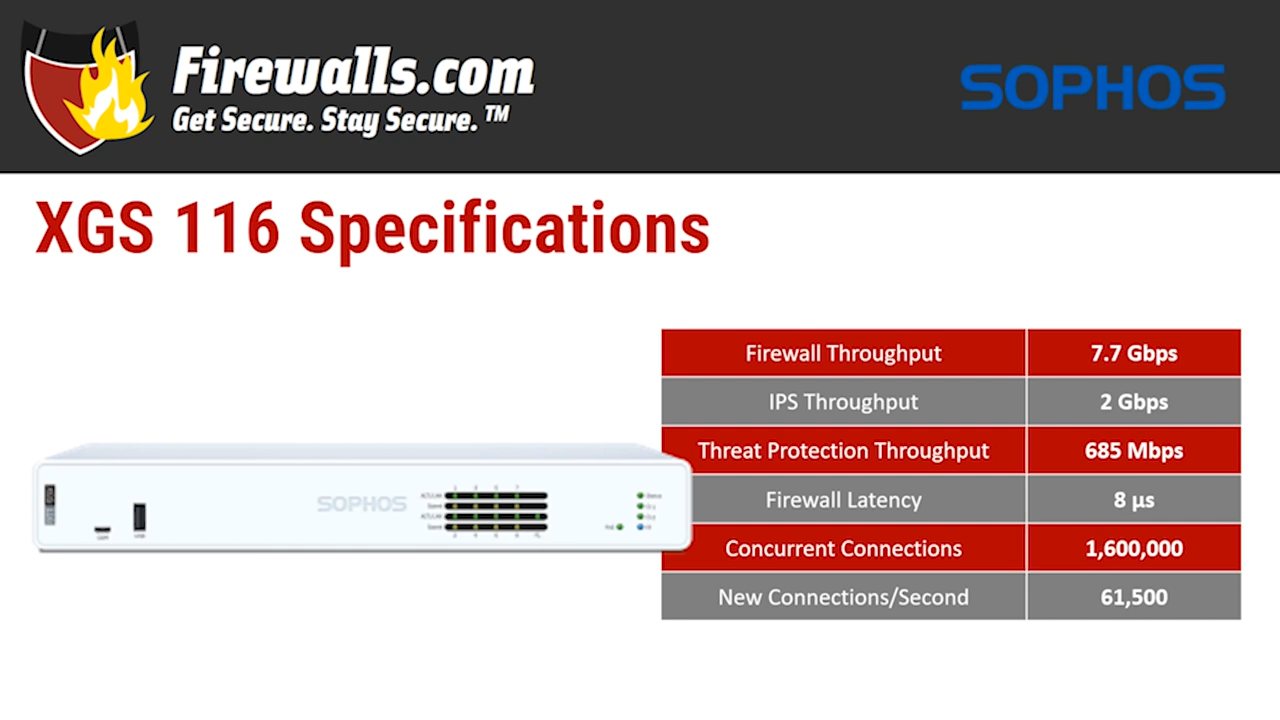 Firewalls.com
Get Secure. Stay Secure. ™
SOPHOS
XGS 116 Specifications
Firewall Throughput 7.7 Gbps
IPS Throughput 2 Gbps
Threat Protection Throughput 685 Mbps
Firewall Latency 8 µs
Concurrent Connections 1,600,000
New Connections/Second 61,500
SOPHOS